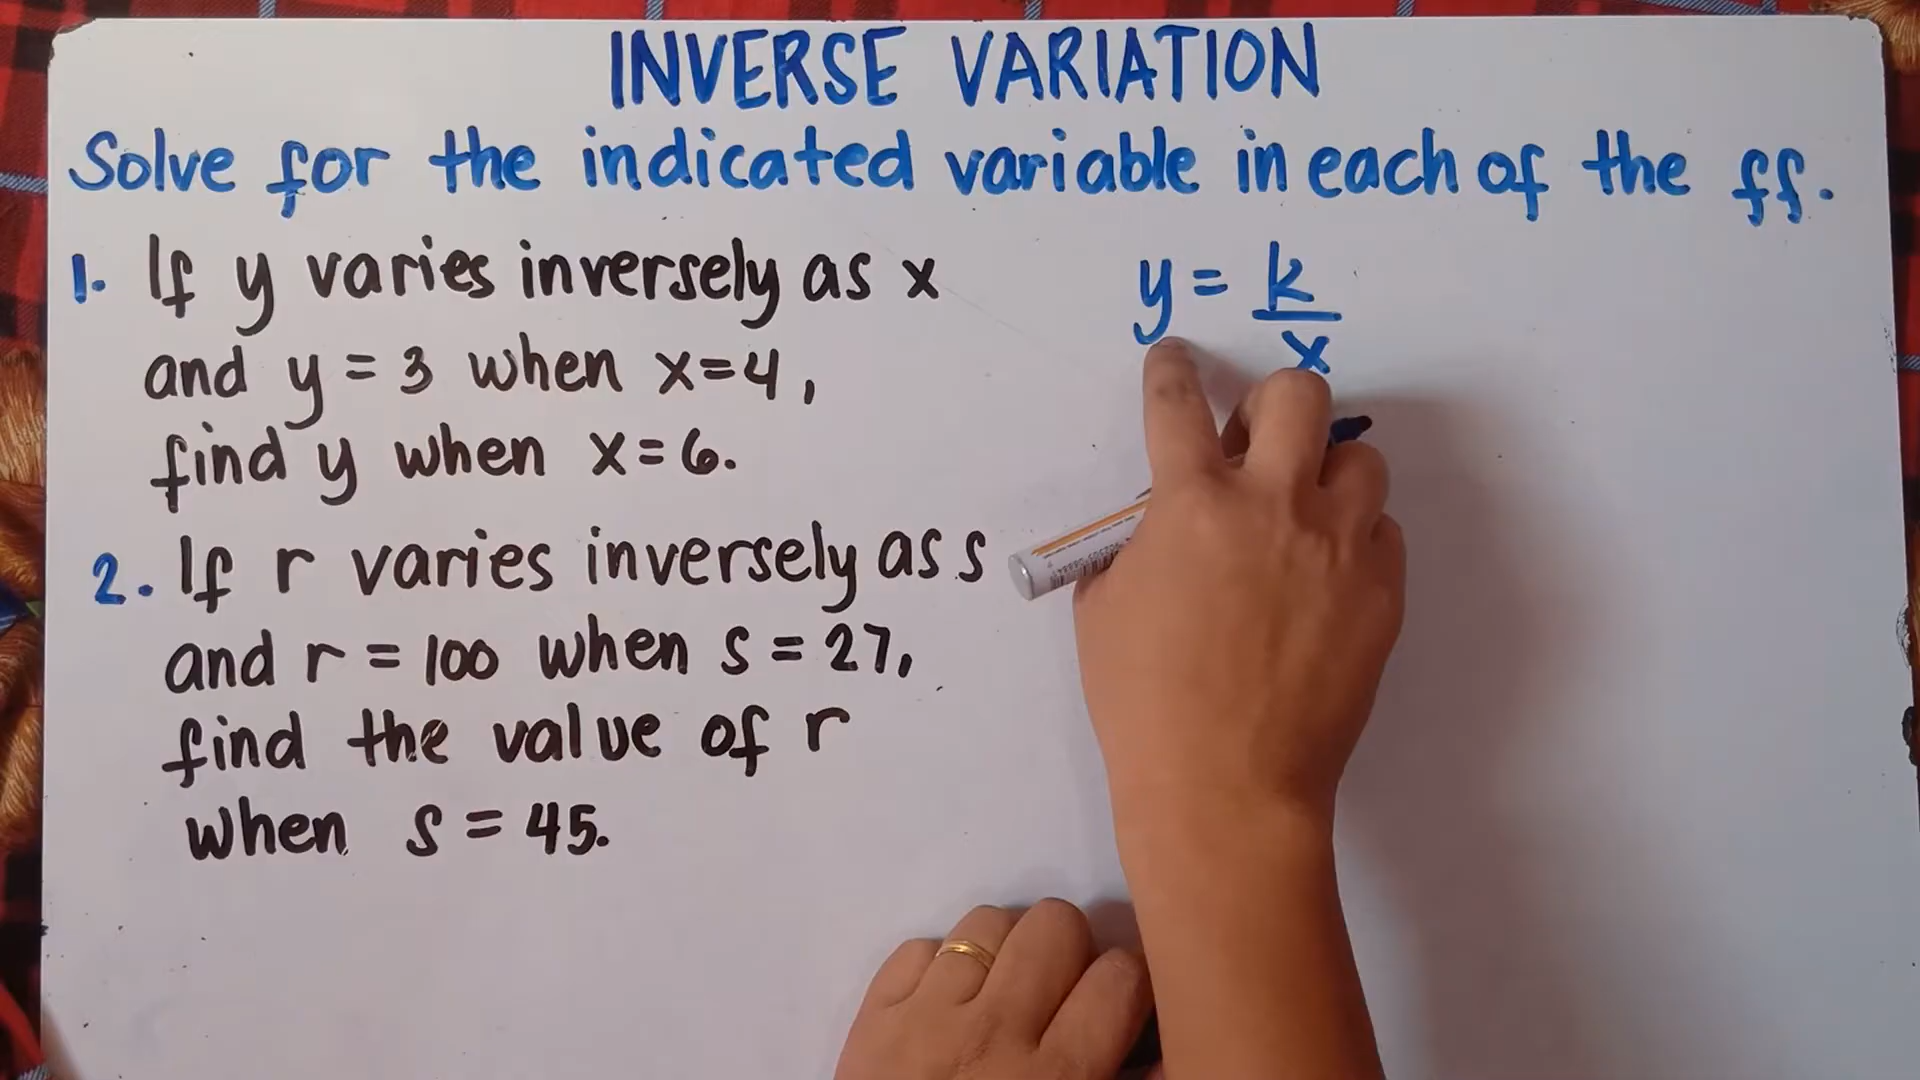 INVERSE VARIATION
Solve for the indicated variable in each of the ff.
1. If y varies inversely as x
and y = 3 when x=4,
find y when x=6.
y = k
x
2. If r varies inversely as s
and r = 100 when s = 27,
find the value of r
when s = 45.